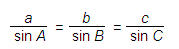 a/sin A = b/sin B = c/sin C